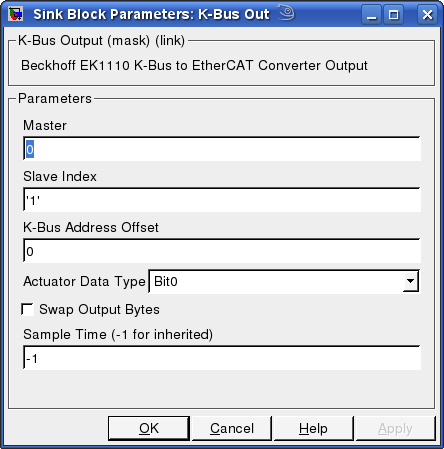 Sink Block Parameters: K-Bus Out
K-Bus Output (mask) (link)
Beckhoff EK1110 K-Bus to EtherCAT Converter Output
Parameters
Master
0
Slave Index
'1'
K-Bus Address Offset
0
Actuator Data Type Bit0
Swap Output Bytes
Sample Time (-1 for inherited)
-1
OK Cancel Help Apply